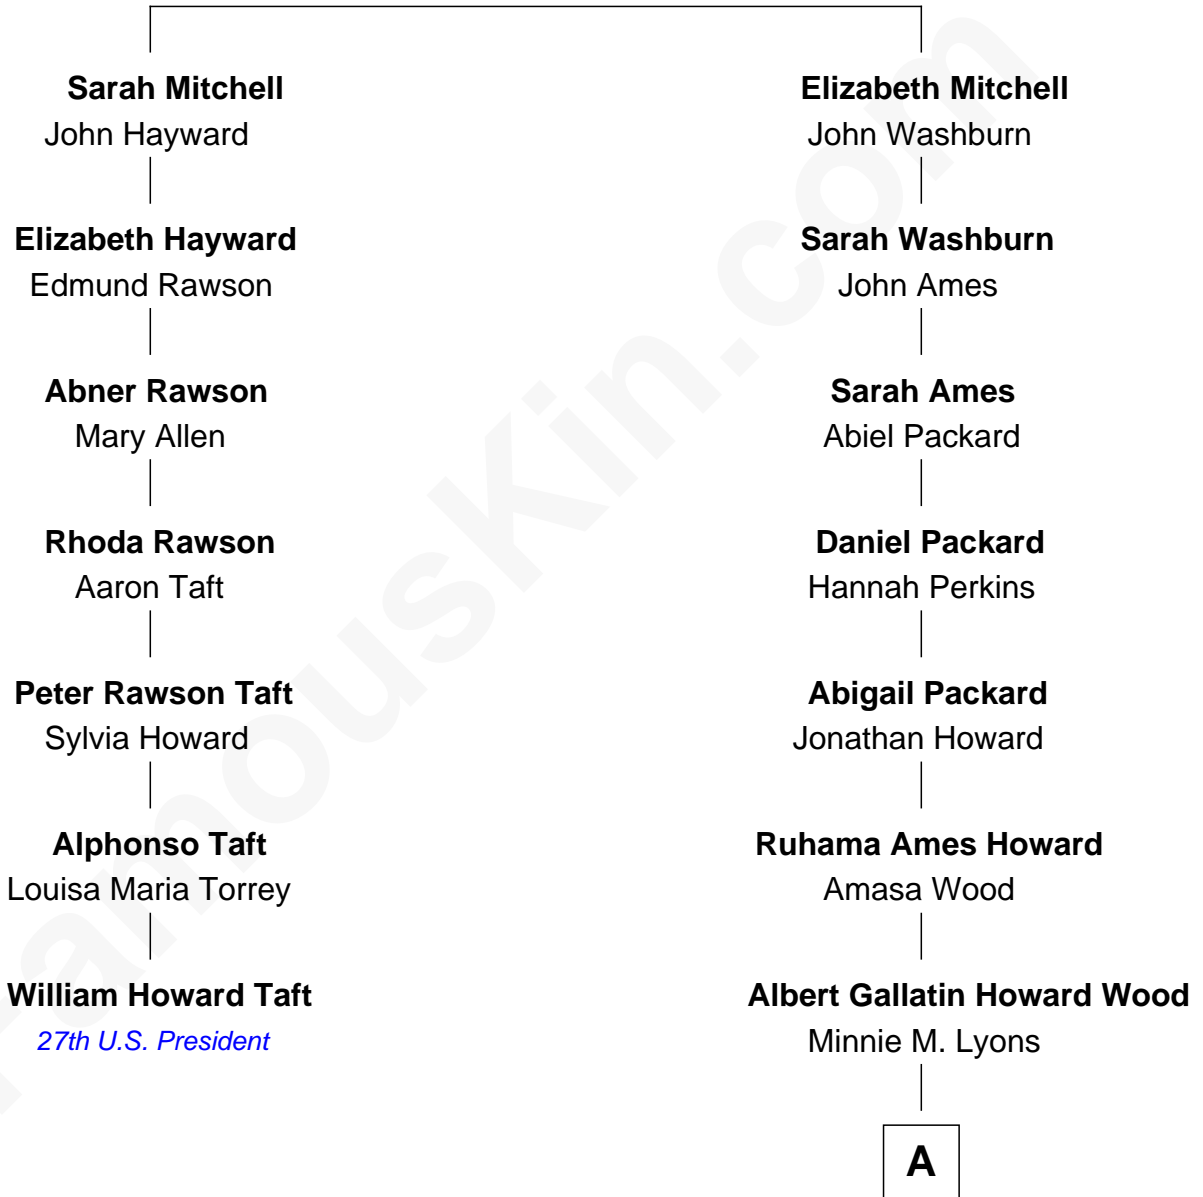 Sarah Mitchell
John Hayward
Elizabeth Hayward
Edmund Rawson
Abner Rawson
Mary Allen
Rhoda Rawson
Aaron Taft
Peter Rawson Taft
Sylvia Howard
Alphonso Taft
Louisa Maria Torrey
William Howard Taft
27th U.S. President
Elizabeth Mitchell
John Washburn
Sarah Washburn
John Ames
Sarah Ames
Abiel Packard
Daniel Packard
Hannah Perkins
Abigail Packard
Jonathan Howard
Ruhama Ames Howard
Amasa Wood
Albert Gallatin Howard Wood
Minnie M. Lyons
A
FamousKin.com